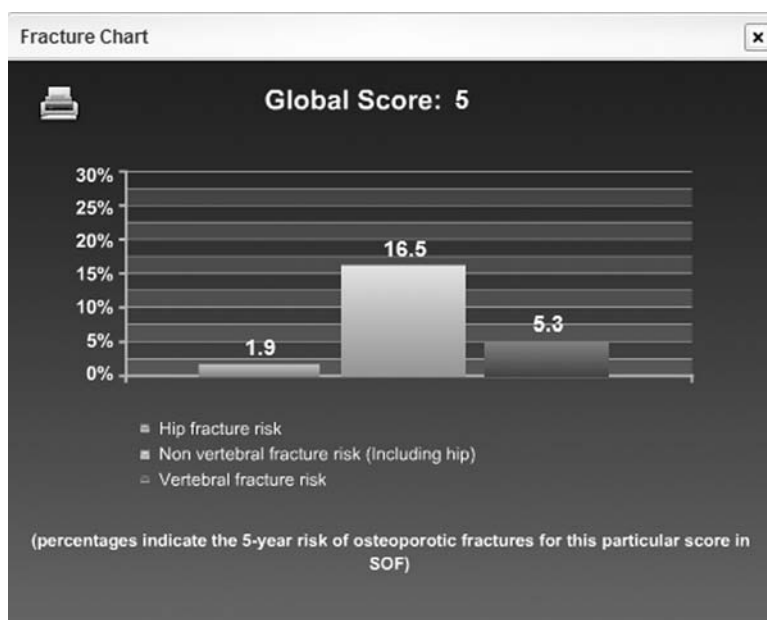 Fracture Chart
Global Score: 5
30%
25%
20%
15%
10%
5%
0%
1.9
16.5
5.3
Hip fracture risk
Non vertebral fracture risk (Including hip)
Vertebral fracture risk
(percentages indicate the 5-year risk of osteoporotic fractures for this particular score in
SOF)